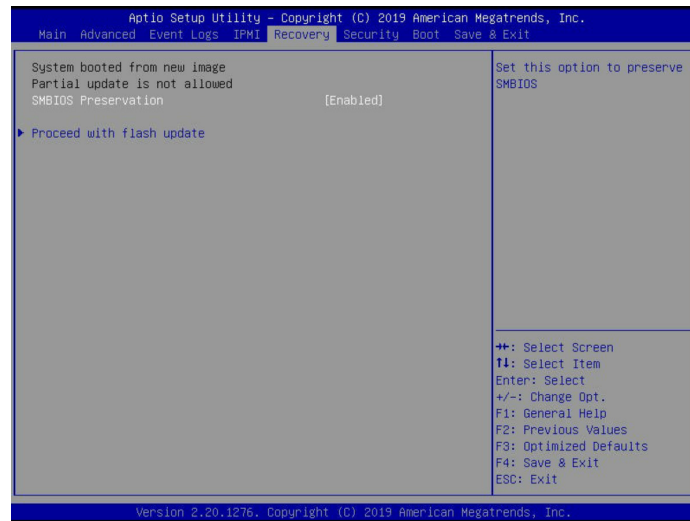 Aptio Setup Utility – Copyright (C) 2019 American Megatrends, Inc.
Main Advanced Event Logs IPMI Recovery Security Boot Save & Exit
System booted from new image
Partial update is not allowed
SMBIOS Preservation [Enabled]
Proceed with flash update
Set this option to preserve
SMBIOS
→←: Select Screen
↑↓: Select Item
Enter: Select
+/-: Change Opt.
F1: General Help
F2: Previous Values
F3: Optimized Defaults
F4: Save & Exit
ESC: Exit
Version 2.20.1276. Copyright (C) 2019 American Megatrends, Inc.